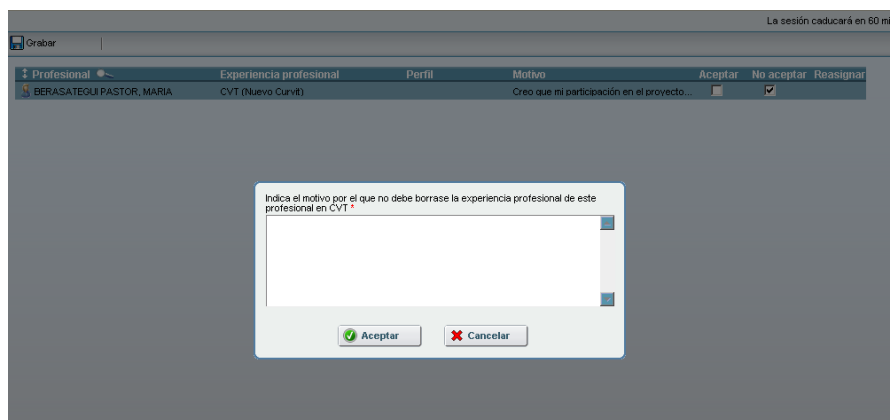 La sesión caducará en 60 mi
Grabar
Profesional Experiencia profesional Perfil Motivo Aceptar No aceptar Reasignar
BERASATEGUI PASTOR, MARIA CVT (Nuevo Curvit) Creo que mi participación en el proyecto...
Indica el motivo por el que no debe borrase la experiencia profesional de este
profesional en CVT *
Aceptar Cancelar